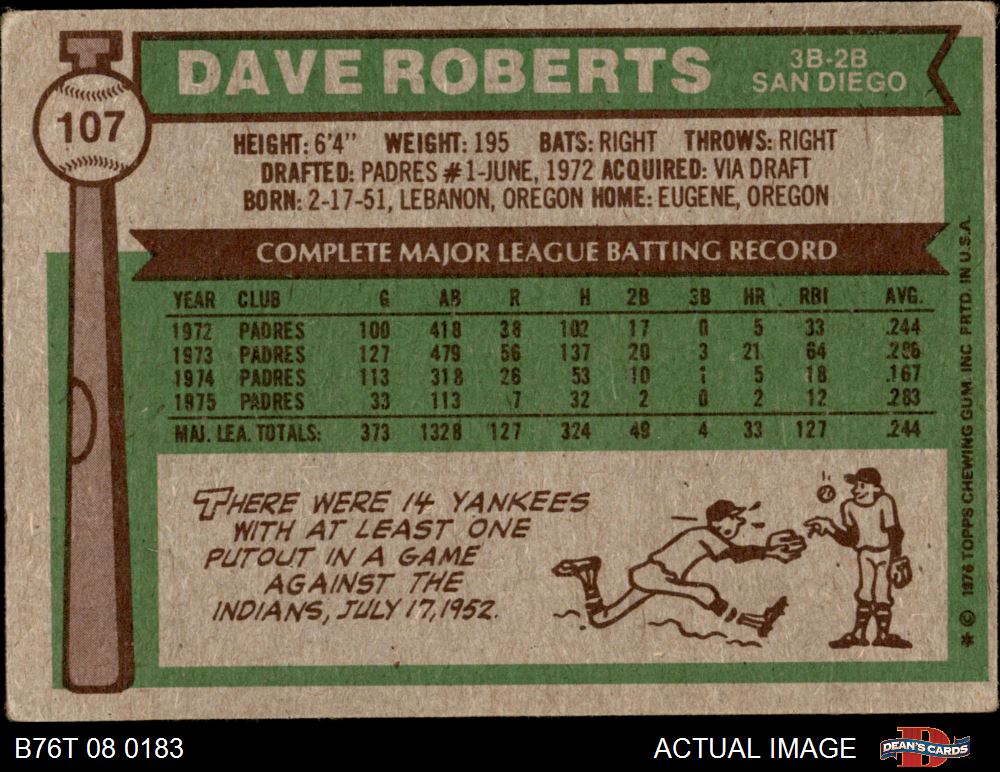 107
DAVE ROBERTS
3B-2B
SAN DIEGO
HEIGHT: 6'4" WEIGHT: 195 BATS: RIGHT THROWS: RIGHT
DRAFTED: PADRES #1-JUNE, 1972 ACQUIRED: VIA DRAFT
BORN: 2-17-51, LEBANON, OREGON HOME: EUGENE, OREGON
COMPLETE MAJOR LEAGUE BATTING RECORD
YEAR CLUB G AB R H 2B 3B HR RBI AVG.
1972 PADRES 100 418 38 102 17 0 5 33 .244
1973 PADRES 127 479 56 137 20 3 21 64 .286
1974 PADRES 113 318 26 53 10 1 5 18 .167
1975 PADRES 33 113 7 32 2 0 2 12 .283
MAJ. LEA. TOTALS: 373 1328 127 324 49 4 33 127 .244
THERE WERE 14 YANKEES
WITH AT LEAST ONE
PUTOUT IN A GAME
AGAINST THE
INDIANS, JULY 17, 1952.
* © 1976 TOPPS CHEWING GUM, INC PRTD. IN U.S.A.
B76T 08 0183
ACTUAL IMAGE
DEAN'S CARDS